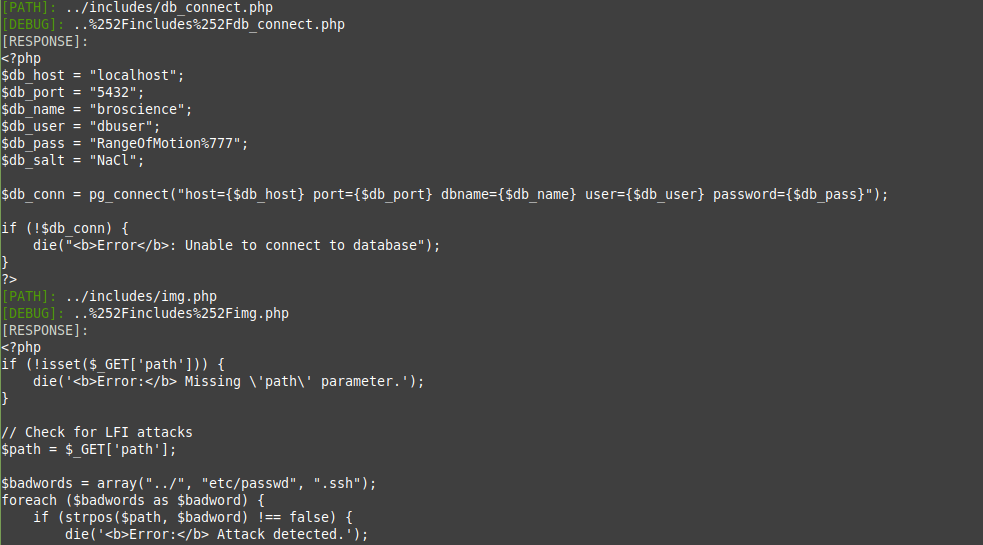 [PATH]: ../includes/db_connect.php
[DEBUG]: ..%252Fincludes%252Fdb_connect.php
[RESPONSE]:
<?php
$db_host = "localhost";
$db_port = "5432";
$db_name = "broscience";
$db_user = "dbuser";
$db_pass = "RangeOfMotion%777";
$db_salt = "NaCl";

$db_conn = pg_connect("host={$db_host} port={$db_port} dbname={$db_name} user={$db_user} password={$db_pass}");

if (!$db_conn) {
    die("<b>Error</b>: Unable to connect to database");
}
?>
[PATH]: ../includes/img.php
[DEBUG]: ..%252Fincludes%252Fimg.php
[RESPONSE]:
<?php
if (!isset($_GET['path'])) {
    die('<b>Error:</b> Missing \'path\' parameter.');
}

// Check for LFI attacks
$path = $_GET['path'];

$badwords = array("../", "etc/passwd", ".ssh");
foreach ($badwords as $badword) {
    if (strpos($path, $badword) !== false) {
        die('<b>Error:</b> Attack detected.');